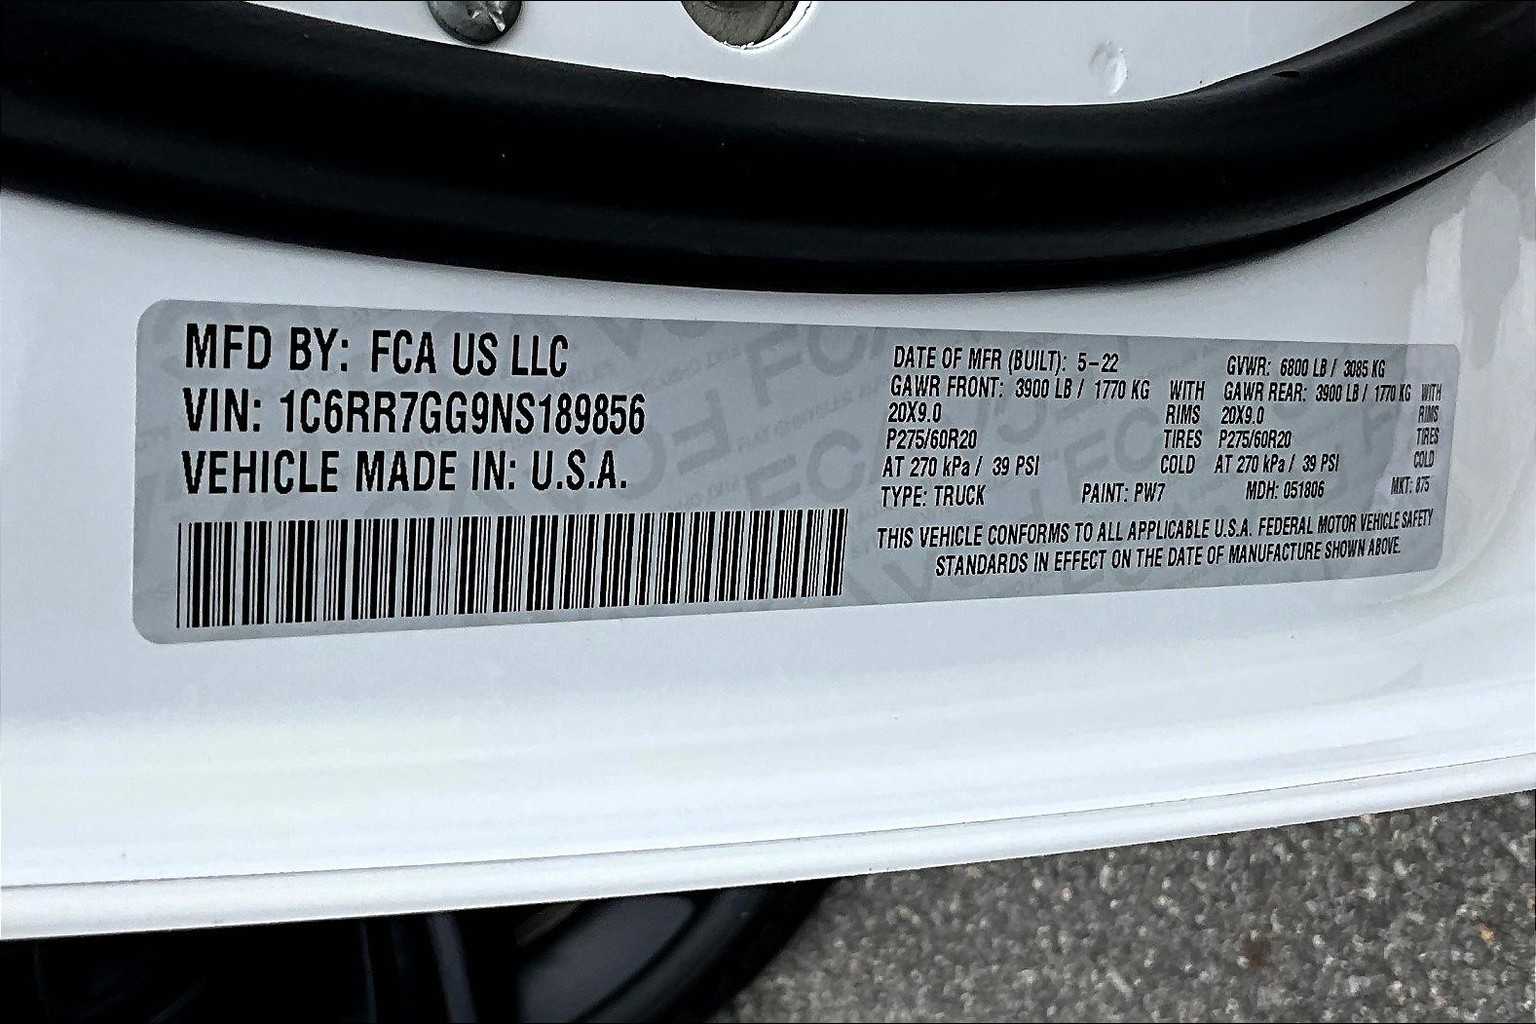 MFD BY: FCA US LLC
VIN: 1C6RR7GG9NS189856
VEHICLE MADE IN: U.S.A.
DATE OF MFR (BUILT): 5-22 GVWR: 6800 LB / 3085 KG
GAWR FRONT: 3900 LB / 1770 KG WITH GAWR REAR: 3900 LB / 1770 KG WITH
20X9.0 RIMS 20X9.0 RIMS
P275/60R20 TIRES P275/60R20 TIRES
AT 270 kPa / 39 PSI COLD AT 270 kPa / 39 PSI COLD
TYPE: TRUCK PAINT: PW7 MDH: 051806 MKT: 875
THIS VEHICLE CONFORMS TO ALL APPLICABLE U.S.A. FEDERAL MOTOR VEHICLE SAFETY
STANDARDS IN EFFECT ON THE DATE OF MANUFACTURE SHOWN ABOVE.